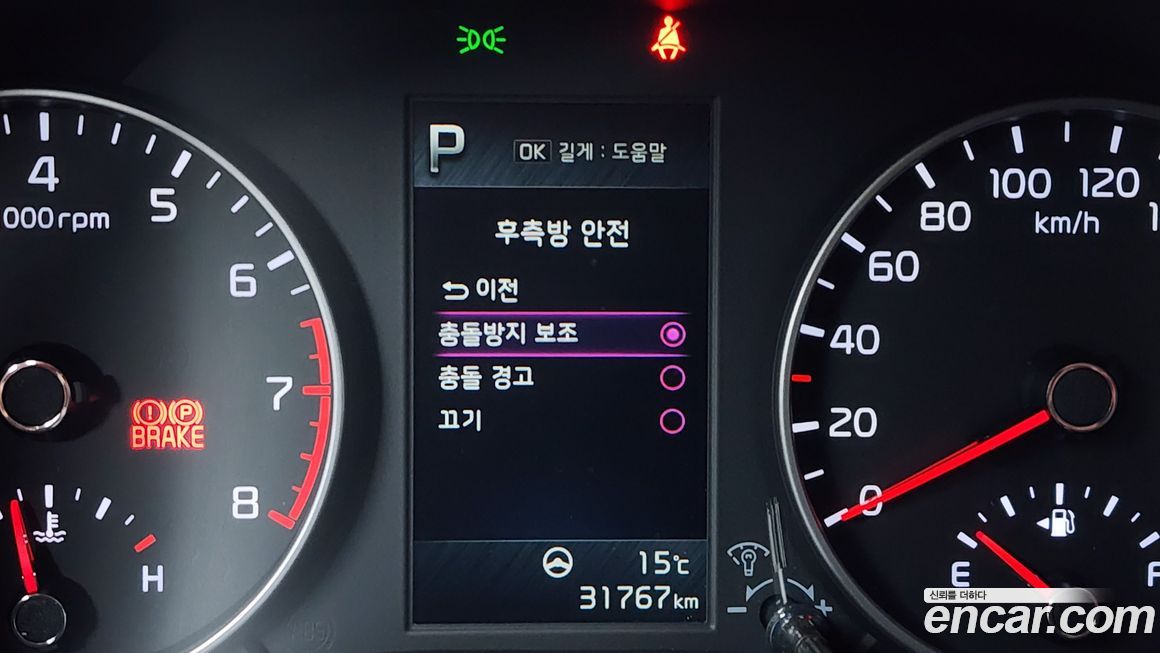 P
OK 길게 : 도움말
4
5
6
7
8
000rpm
BRAKE
H
후측방 안전
이전
충돌방지 보조
충돌 경고
끄기
15℃
31767km
0
20
40
60
80
100
120
km/h
E
F
신뢰를 더하다
encar.com